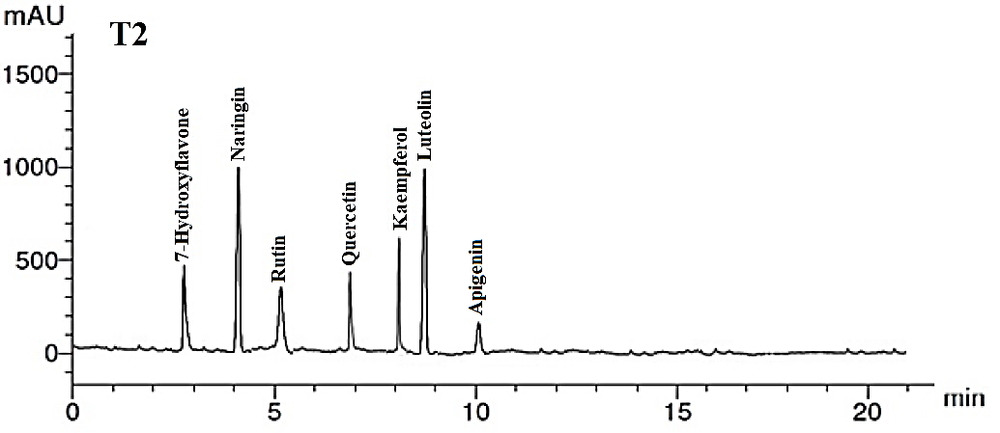 mAU
T2
1500
1000
500
0
7-Hydroxyflavone
Naringin
Rutin
Quercetin
Kaempferol
Luteolin
Apigenin
0 5 10 15 20 min